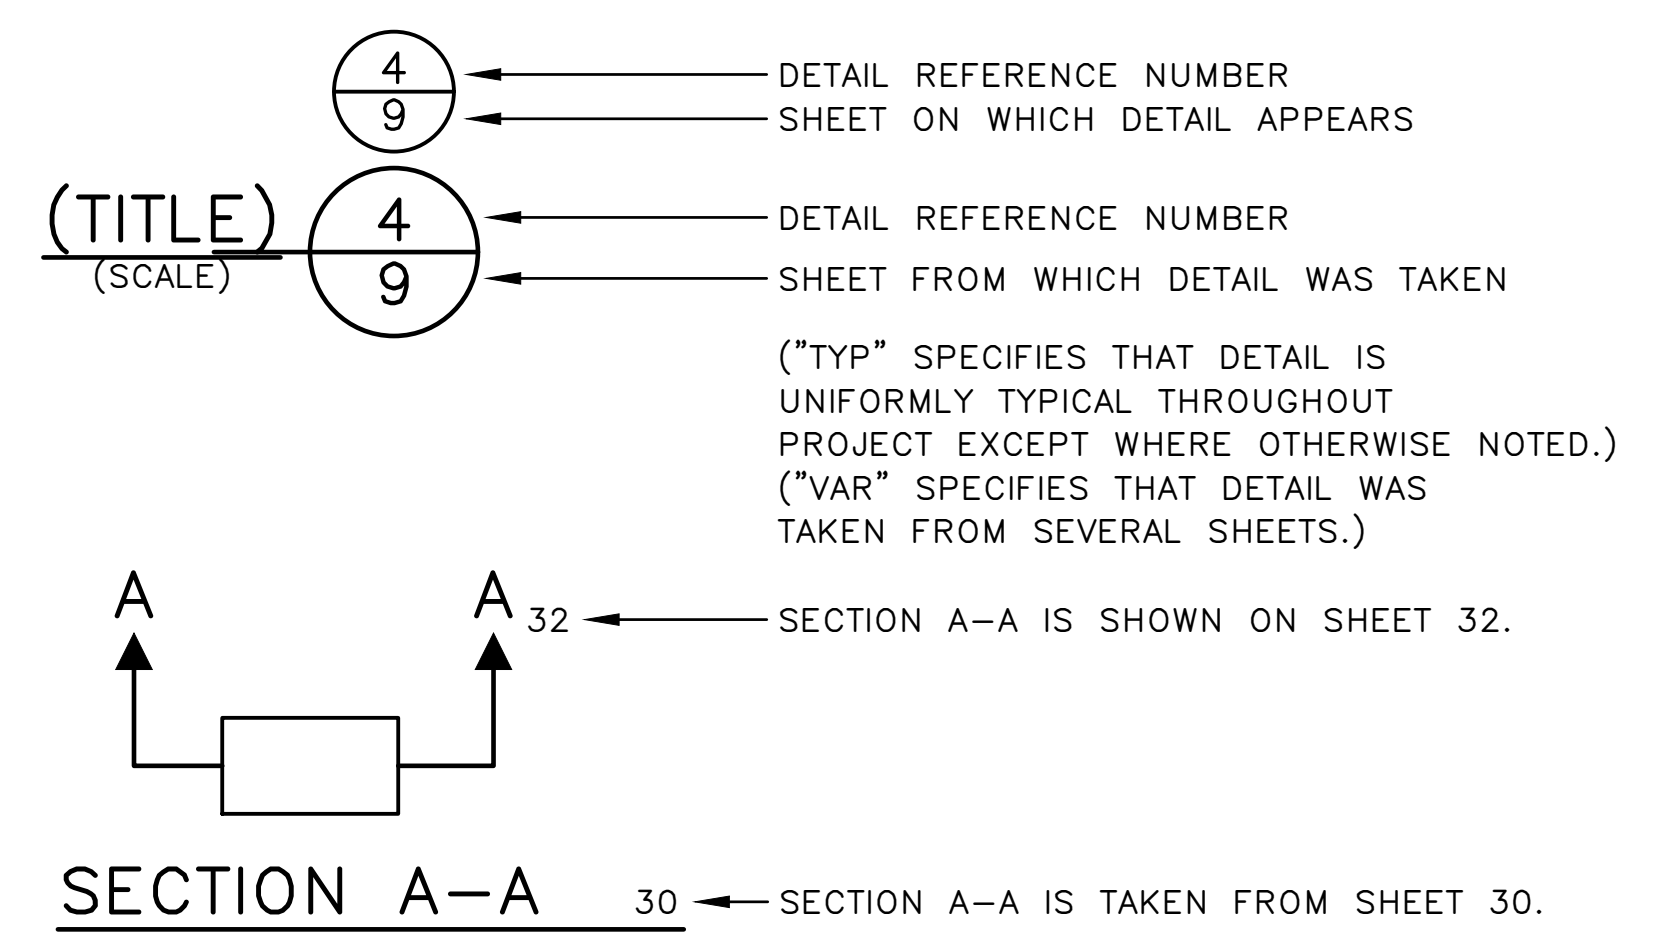 4
DETAIL REFERENCE NUMBER
9
SHEET ON WHICH DETAIL APPEARS
(TITLE)
4
DETAIL REFERENCE NUMBER
(SCALE)
9
SHEET FROM WHICH DETAIL WAS TAKEN
("TYP" SPECIFIES THAT DETAIL IS
UNIFORMLY TYPICAL THROUGHOUT
PROJECT EXCEPT WHERE OTHERWISE NOTED.)
("VAR" SPECIFIES THAT DETAIL WAS
TAKEN FROM SEVERAL SHEETS.)
A
A
32
SECTION A-A IS SHOWN ON SHEET 32.
SECTION A-A
30
SECTION A-A IS TAKEN FROM SHEET 30.